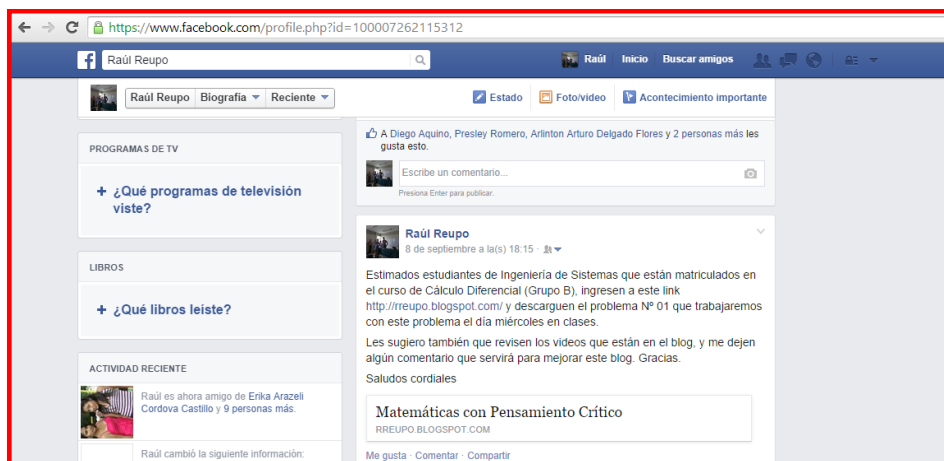 https://www.facebook.com/profile.php?id=100007262115312
f Raúl Reupo Raúl Inicio Buscar amigos
Raúl Reupo Biografía Reciente Estado Foto/video Acontecimiento importante
PROGRAMAS DE TV
+ ¿Qué programas de televisión
viste?
LIBROS
+ ¿Qué libros leíste?
ACTIVIDAD RECIENTE
Raúl es ahora amigo de Erika Arazeli
Cordova Castillo y 9 personas más.
Raúl cambió la siguiente información:
A Diego Aquino, Presley Romero, Arlinton Arturo Delgado Flores y 2 personas más les
gusta esto.
Escribe un comentario...
Presiona Enter para publicar.
Raúl Reupo
8 de septiembre a la(s) 18:15 ·
Estimados estudiantes de Ingeniería de Sistemas que están matriculados en
el curso de Cálculo Diferencial (Grupo B), ingresen a este link
http://rreupo.blogspot.com/ y descarguen el problema Nº 01 que trabajaremos
con este problema el día miércoles en clases.
Les sugiero también que revisen los videos que están en el blog, y me dejen
algún comentario que servirá para mejorar este blog. Gracias.
Saludos cordiales
Matemáticas con Pensamiento Crítico
RREUPO.BLOGSPOT.COM
Me gusta · Comentar · Compartir